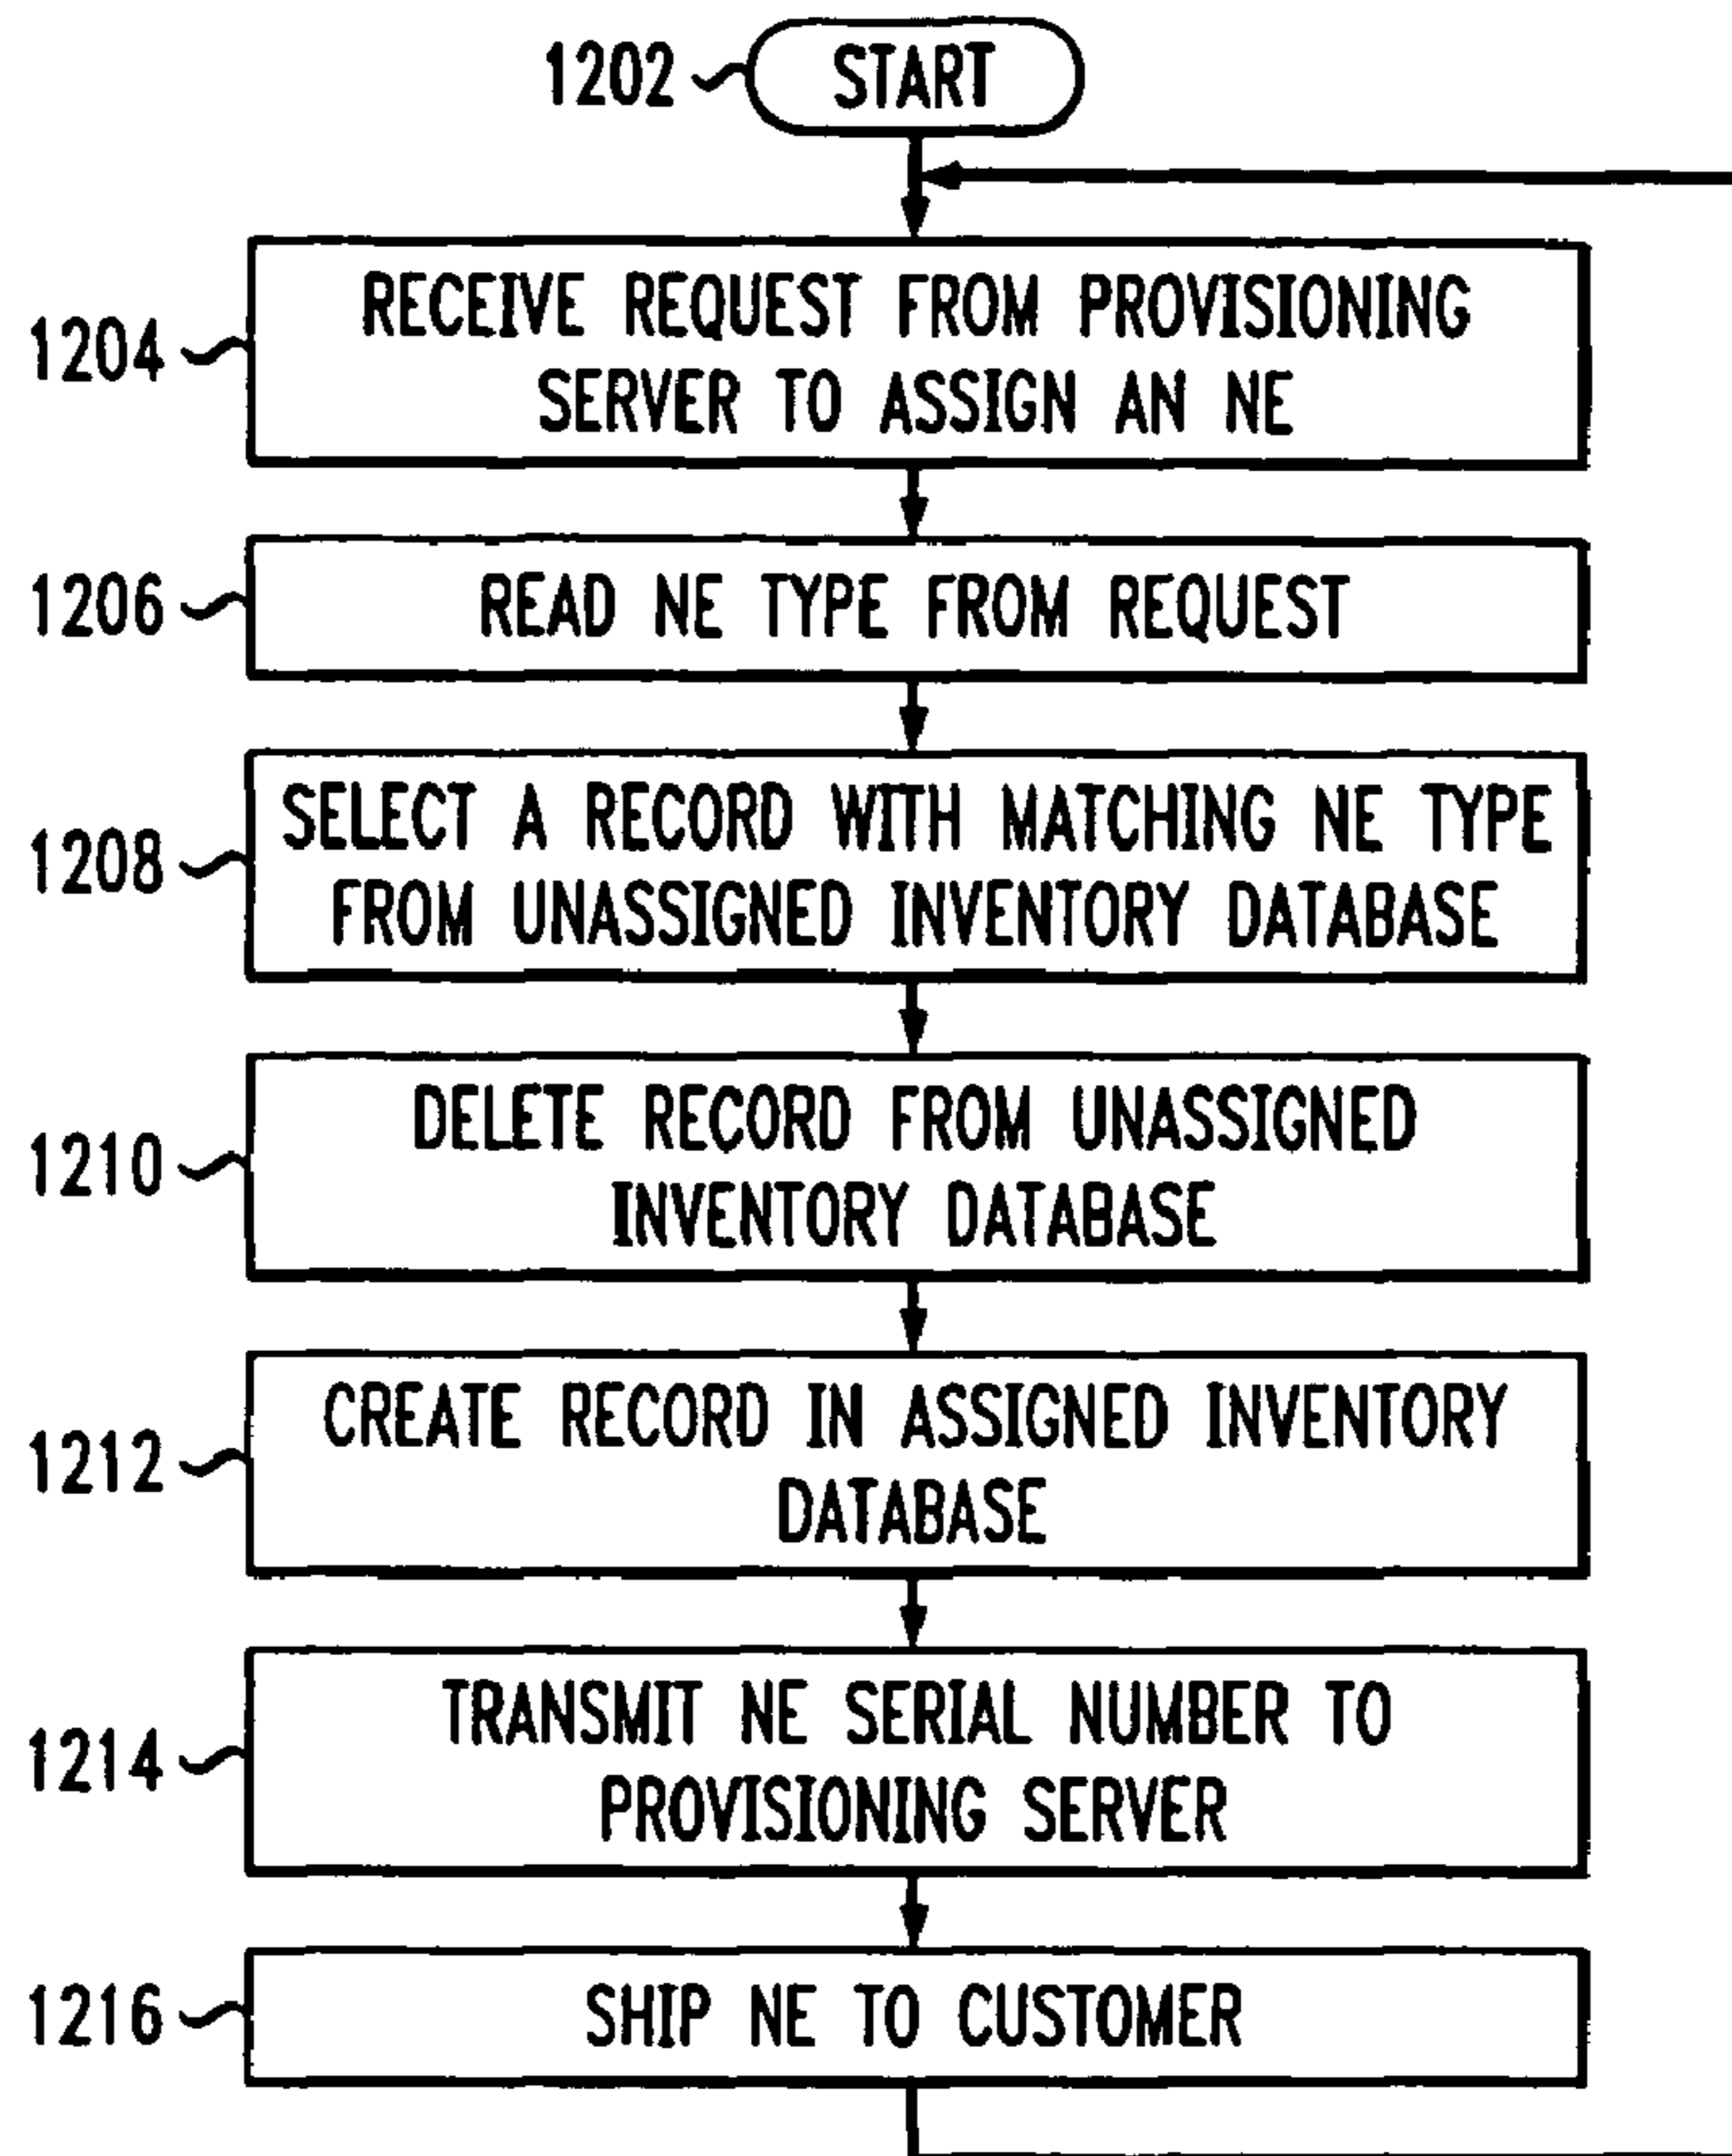 1202 START
1204 RECEIVE REQUEST FROM PROVISIONING
SERVER TO ASSIGN AN NE
1206 READ NE TYPE FROM REQUEST
1208 SELECT A RECORD WITH MATCHING NE TYPE
FROM UNASSIGNED INVENTORY DATABASE
1210 DELETE RECORD FROM UNASSIGNED
INVENTORY DATABASE
1212 CREATE RECORD IN ASSIGNED INVENTORY
DATABASE
1214 TRANSMIT NE SERIAL NUMBER TO
PROVISIONING SERVER
1216 SHIP NE TO CUSTOMER